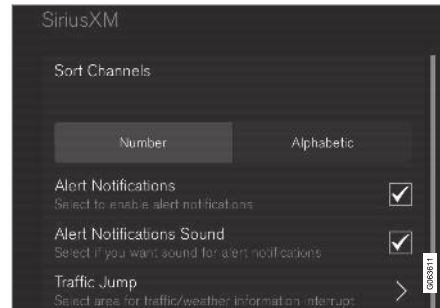 SiriusXM
Sort Channels
Number Alphabetic
Alert Notifications
Select to enable alert notifications
Alert Notifications Sound
Select if you want sound for alert notifications
Traffic Jump
Select area for traffic/weather information interrupt
G063611